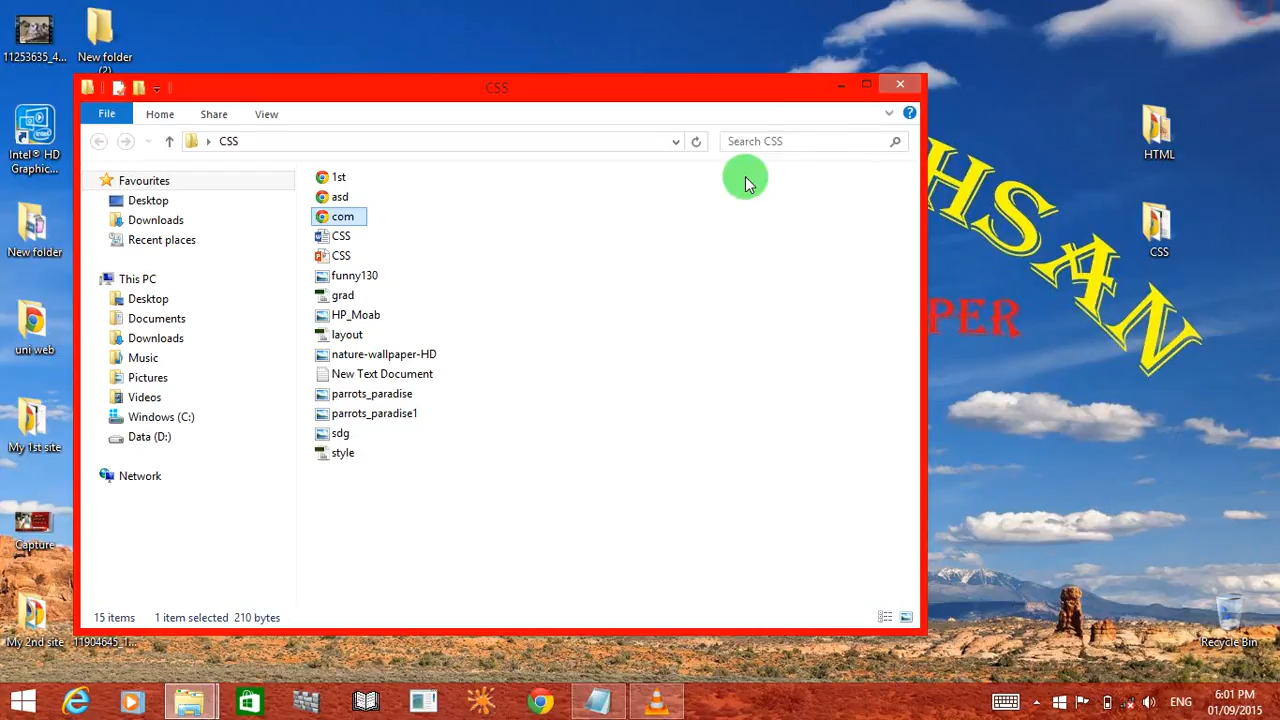 11253635_4...
New folder
(2)
Intel® HD
Graphic...
New folder
uni web
My 1st site
Capture
My 2nd site
11904645_1...
CSS
File
Home
Share
View
CSS
Search CSS
Favourites
Desktop
Downloads
Recent places
This PC
Desktop
Documents
Downloads
Music
Pictures
Videos
Windows (C:)
Data (D:)
Network
1st
asd
com
CSS
CSS
funny130
grad
HP_Moab
layout
nature-wallpaper-HD
New Text Document
parrots_paradise
parrots_paradise1
sdg
style
15 items
1 item selected 210 bytes
HTML
CSS
HSAN
PER
Recycle Bin
ENG
6:01 PM
01/09/2015